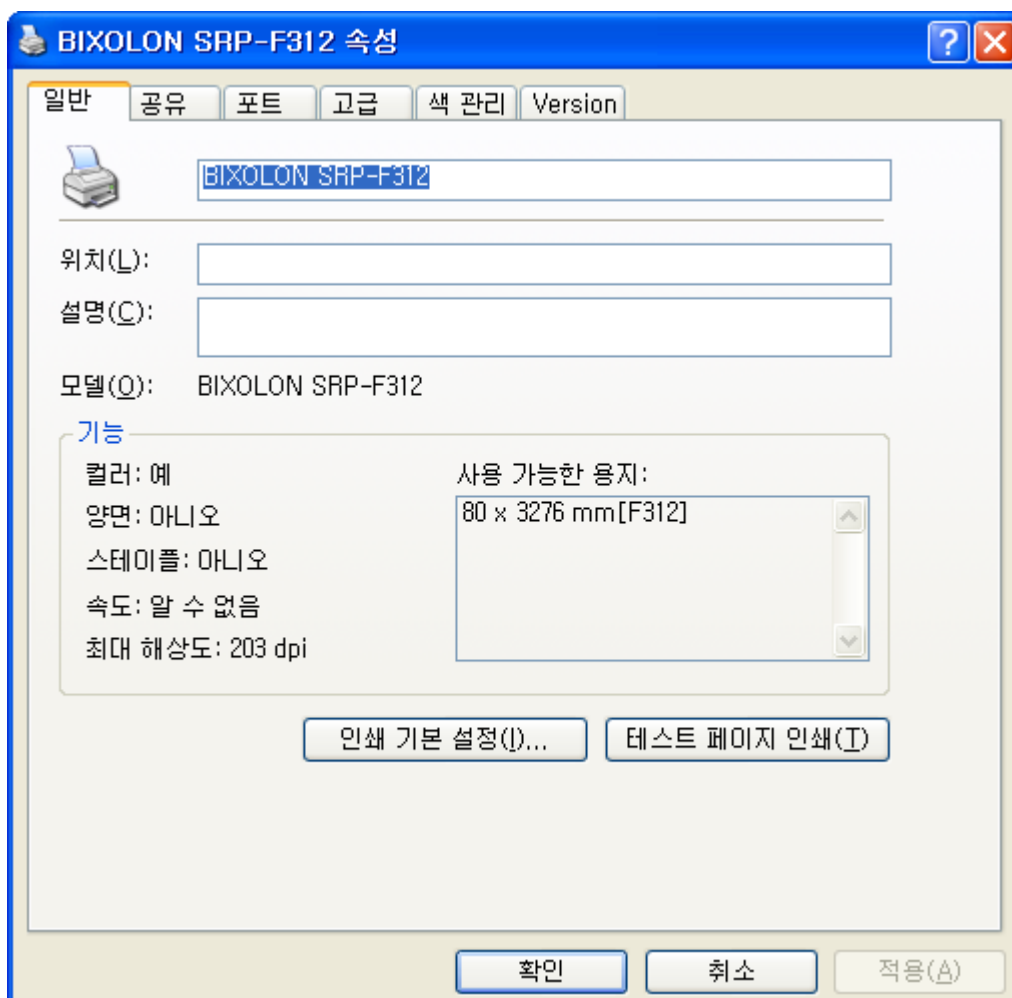 BIXOLON SRP-F312 속성
일반 공유 포트 고급 색 관리 Version
BIXOLON SRP-F312
위치(L):
설명(C):
모델(O): BIXOLON SRP-F312
기능
컬러: 예
양면: 아니오
스테이플: 아니오
속도: 알 수 없음
최대 해상도: 203 dpi
사용 가능한 용지:
80 x 3276 mm[F312]
인쇄 기본 설정(I)... 테스트 페이지 인쇄(T)
확인 취소 적용(A)